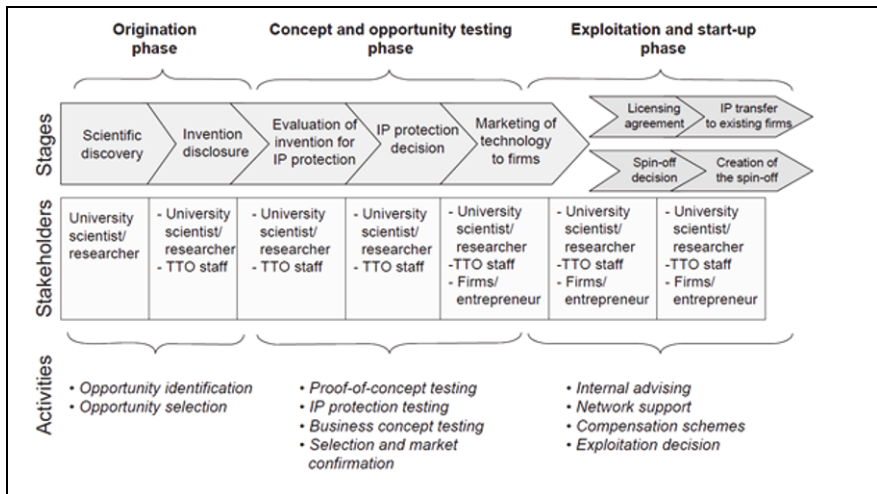 Origination
phase
Concept and opportunity testing
phase
Exploitation and start-up
phase
Stages
Scientific
discovery
Invention
disclosure
Evaluation of
invention for
IP protection
IP protection
decision
Marketing of
technology
to firms
Licensing
agreement
IP transfer
to existing firms
Spin-off
decision
Creation of
the spin-off
Stakeholders
University
scientist/
researcher
- University
scientist/
researcher
- TTO staff
- University
scientist/
researcher
- TTO staff
- University
scientist/
researcher
- TTO staff
- University
scientist/
researcher
-TTO staff
- Firms/
entrepreneur
- University
scientist/
researcher
-TTO staff
- Firms/
entrepreneur
- University
scientist/
researcher
-TTO staff
- Firms/
entrepreneur
Activities
• Opportunity identification
• Opportunity selection
• Proof-of-concept testing
• IP protection testing
• Business concept testing
• Selection and market
confirmation
• Internal advising
• Network support
• Compensation schemes
• Exploitation decision